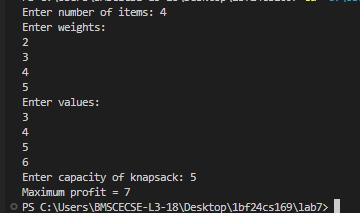 Enter number of items: 4
Enter weights:
2
3
4
5
Enter values:
3
4
5
6
Enter capacity of knapsack: 5
Maximum profit = 7
PS C:\Users\BMSCECSE-L3-18\Desktop\1bf24cs169\lab7>